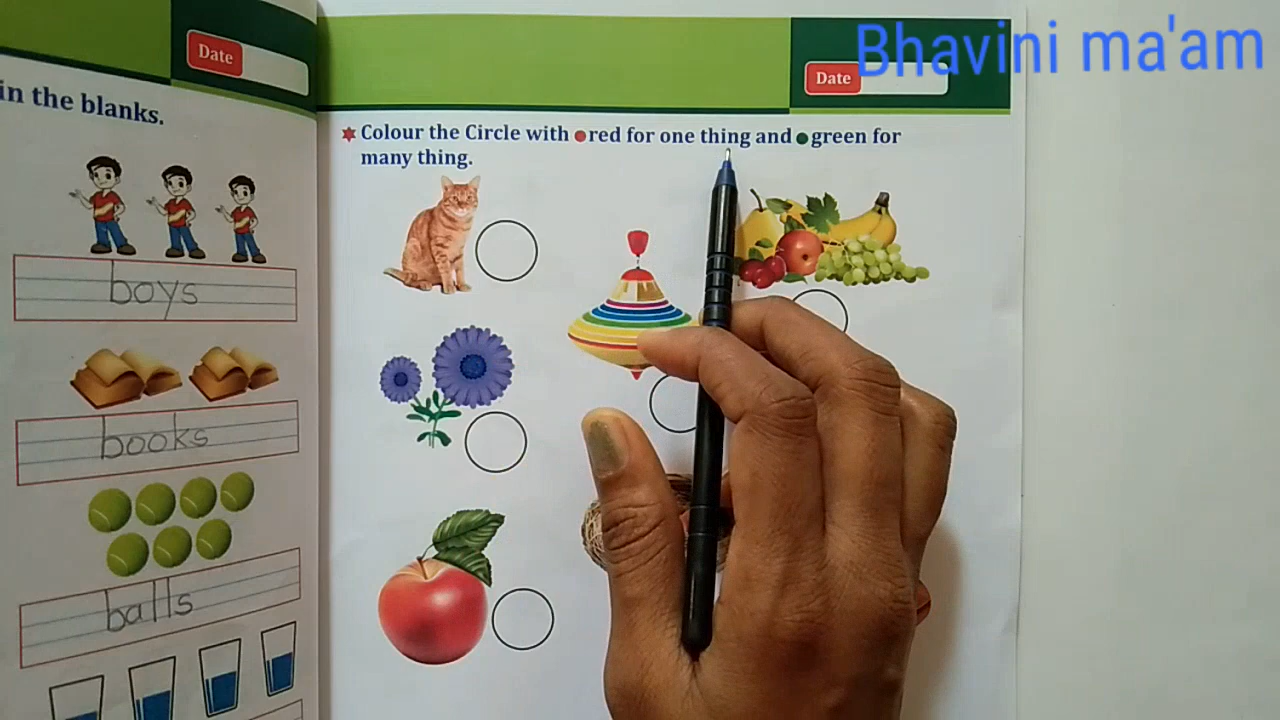 Date
in the blanks.
boys
books
balls
Date
Bhavini ma'am
Colour the Circle with red for one thing and green for
many thing.